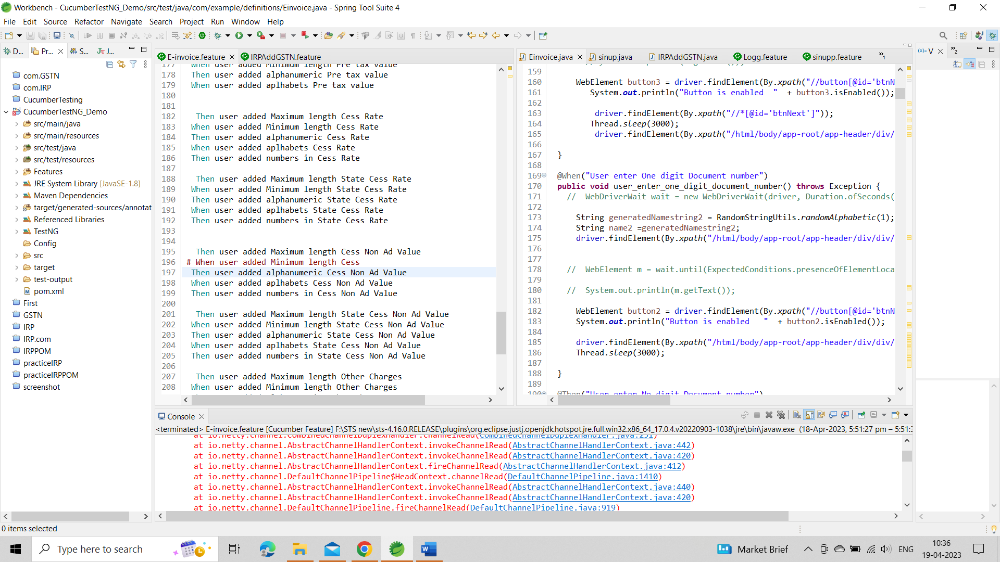 Workbench - CucumberTestNG_Demo/src/test/java/com/example/definitions/Einvoice.java - Spring Tool Suite 4
File Edit Source Refactor Navigate Search Project Run Window Help
D... Pr... S... Ju J...
com.GSTN
com.IRP
CucumberTesting
CucumberTestNG_Demo
src/main/java
src/main/resources
src/test/java
src/test/resources
Features
JRE System Library [JavaSE-1.8]
Maven Dependencies
target/generated-sources/annotat
Referenced Libraries
TestNG
Config
src
target
test-output
pom.xml
First
GSTN
IRP
IRP.com
IRPPOM
practiceIRP
practiceIRPPOM
screenshot
E-invoice.feature IRPAddGSTN.feature
177 When user added Minimum length Pre tax value
178 Then user added alphanumeric Pre tax value
179 When user added aplhabets Pre tax value
180
181
182 Then user added Maximum length Cess Rate
183 When user added Minimum length Cess Rate
184 Then user added alphanumeric Cess Rate
185 When user added aplhabets Cess Rate
186 Then user added numbers in Cess Rate
187
188 Then user added Maximum length State Cess Rate
189 When user added Minimum length State Cess Rate
190 Then user added alphanumeric State Cess Rate
191 When user added aplhabets State Cess Rate
192 Then user added numbers in State Cess Rate
193
194
195 Then user added Maximum length Cess Non Ad Value
196 # When user added Minimum length Cess
197 Then user added alphanumeric Cess Non Ad Value
198 When user added aplhabets Cess Non Ad Value
199 Then user added numbers in Cess Non Ad Value
200
201 Then user added Maximum length State Cess Non Ad Value
202 When user added Minimum length State Cess Non Ad Value
203 Then user added alphanumeric State Cess Non Ad Value
204 When user added aplhabets State Cess Non Ad Value
205 Then user added numbers in State Cess Non Ad Value
206
207 Then user added Maximum length Other Charges
208 When user added Minimum length Other Charges
Einvoice.java sinup.java IRPAddGSTN.java Logg.feature sinupp.feature »1
159
160 WebElement button3 = driver.findElement(By.xpath("//button[@id='btnN
161 System.out.println("Button is enabled  " + button3.isEnabled());
162
163 driver.findElement(By.xpath("//*[@id='btnNext']"));
164 Thread.sleep(3000);
165 driver.findElement(By.xpath("/html/body/app-root/app-header/div/
166
167 }
168
169 @When("User enter One digit Document number")
170 public void user_enter_one_digit_document_number() throws Exception {
171 // WebDriverWait wait = new WebDriverWait(driver, Duration.ofSeconds(
172
173 String generatedNamestring2 = RandomStringUtils.randomAlphabetic(1);
174 String name2 =generatedNamestring2;
175 driver.findElement(By.xpath("/html/body/app-root/app-header/div/div/
176
177
178 // WebElement m = wait.until(ExpectedConditions.presenceOfElementLoca
179
180 // System.out.println(m.getText());
181
182 WebElement button2 = driver.findElement(By.xpath("//button[@id='btnN
183 System.out.println("Button is enabled   " + button2.isEnabled());
184
185 driver.findElement(By.xpath("/html/body/app-root/app-header/div/div/
186 Thread.sleep(3000);
187
188 }
189
190 @Then("User enter No digit Document number")
(x)= V »2
Console
<terminated> E-invoice.feature [Cucumber Feature] F:\STS new\sts-4.16.0.RELEASE\plugins\org.eclipse.justj.openjdk.hotspot.jre.full.win32.x86_64_17.0.4.v20220903-1038\jre\bin\javaw.exe (18-Apr-2023, 5:51:27 pm – 5:51:3
at io.netty.channel.CombinedChannelDuplexHandler.channelRead(CombinedChannelDuplexHandler.java:251)
at io.netty.channel.AbstractChannelHandlerContext.invokeChannelRead(AbstractChannelHandlerContext.java:442)
at io.netty.channel.AbstractChannelHandlerContext.invokeChannelRead(AbstractChannelHandlerContext.java:420)
at io.netty.channel.AbstractChannelHandlerContext.fireChannelRead(AbstractChannelHandlerContext.java:412)
at io.netty.channel.DefaultChannelPipeline$HeadContext.channelRead(DefaultChannelPipeline.java:1410)
at io.netty.channel.AbstractChannelHandlerContext.invokeChannelRead(AbstractChannelHandlerContext.java:440)
at io.netty.channel.AbstractChannelHandlerContext.invokeChannelRead(AbstractChannelHandlerContext.java:420)
at io.netty.channel.DefaultChannelPipeline.fireChannelRead(DefaultChannelPipeline.java:919)
0 items selected
Type here to search
Market Brief
ENG
10:36
19-04-2023